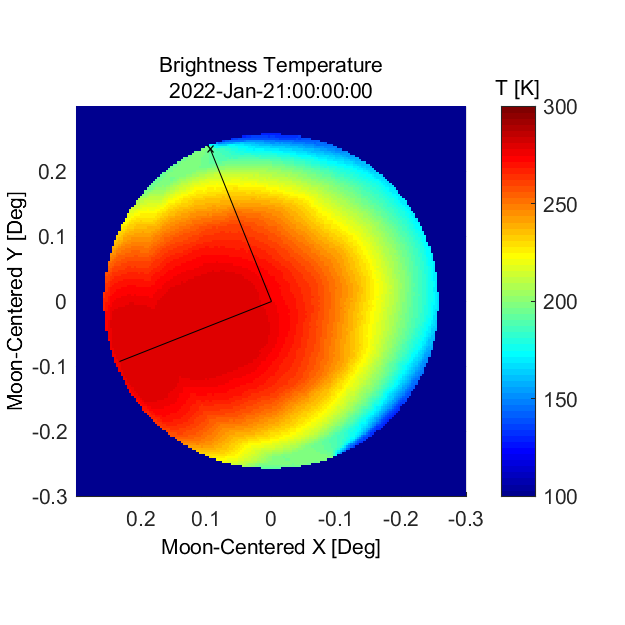 Brightness Temperature
2022-Jan-21:00:00:00
T [K]
300
250
200
150
100
Moon-Centered Y [Deg]
0.2
0.1
0
-0.1
-0.2
-0.3
0.2 0.1 0 -0.1 -0.2 -0.3
Moon-Centered X [Deg]